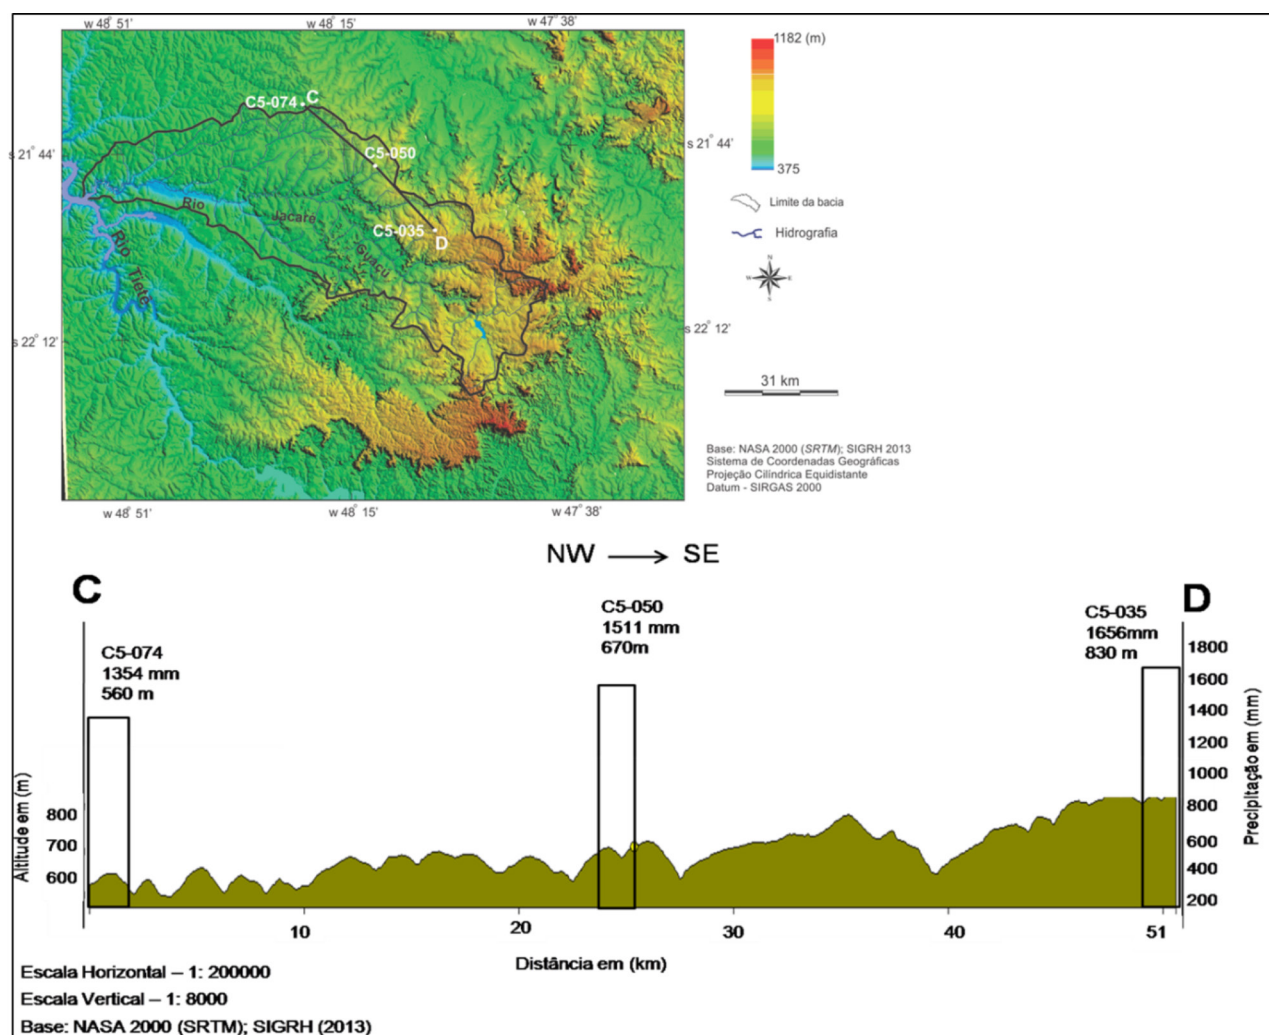 w 48° 51'
w 48° 15'
w 47° 38'
1182 (m)
375
C5-074
C
C5-050
C5-035
D
s 21° 44'
s 21° 44'
Rio
Jacaré
Guaçú
Rio Tietê
Limite da bacia
Hidrografia
N
W
E
S
s 22° 12'
s 22° 12'
31 km
Base: NASA 2000 (SRTM); SIGRH 2013
Sistema de Coordenadas Geográficas
Projeção Cilíndrica Equidistante
Datum - SIRGAS 2000
w 48° 51'
w 48° 15'
w 47° 38'
NW → SE
C
D
C5-074
1354 mm
560 m
C5-050
1511 mm
670m
C5-035
1656mm
830 m
Altitude em (m)
800
700
600
1800
1600
1400
1200
1000
800
600
400
200
Precipitação em (mm)
10
20
30
40
51
Distância em (km)
Escala Horizontal – 1: 200000
Escala Vertical – 1: 8000
Base: NASA 2000 (SRTM); SIGRH (2013)